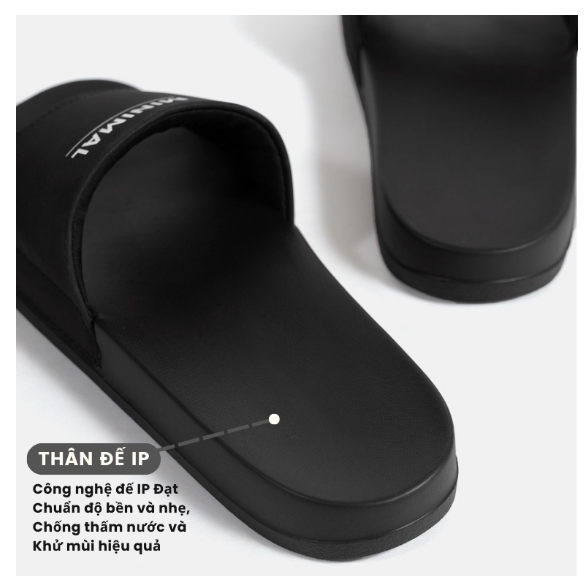 MINIMAL
THÂN ĐẾ IP
Công nghệ đế IP Đạt
Chuẩn độ bền và nhẹ,
Chống thấm nước và
Khử mùi hiệu quả